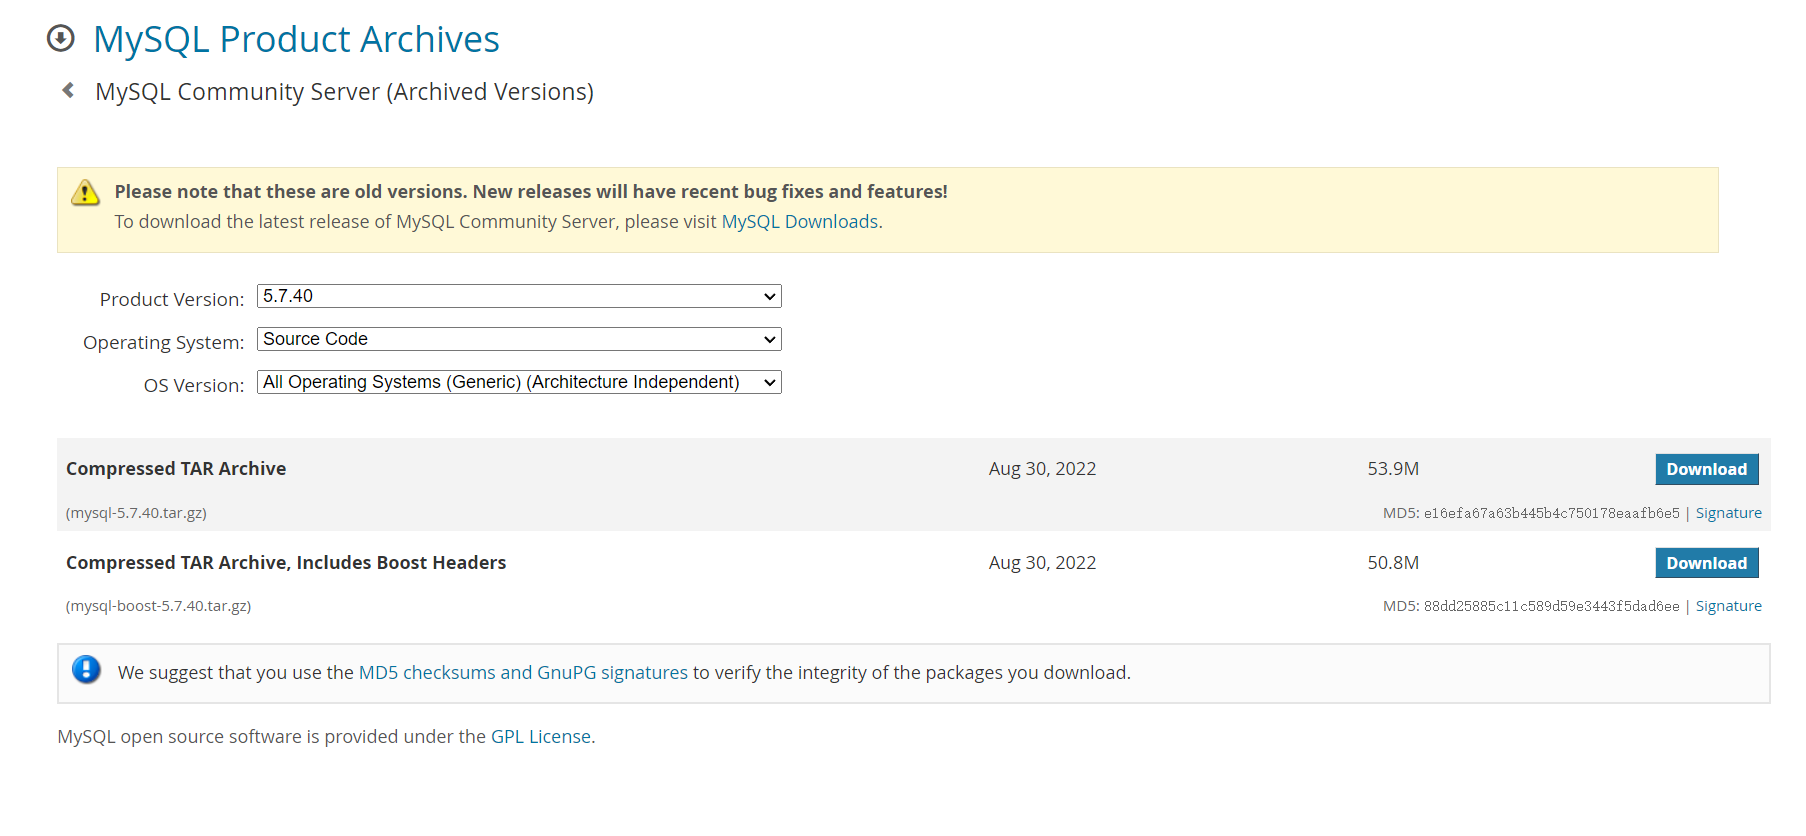 MySQL Product Archives
MySQL Community Server (Archived Versions)
Please note that these are old versions. New releases will have recent bug fixes and features!
To download the latest release of MySQL Community Server, please visit MySQL Downloads.
Product Version: 5.7.40
Operating System: Source Code
OS Version: All Operating Systems (Generic) (Architecture Independent)
Compressed TAR Archive Aug 30, 2022 53.9M Download
(mysql-5.7.40.tar.gz) MD5: e16efa67a63b445b4c750178eaafb6e5 | Signature
Compressed TAR Archive, Includes Boost Headers Aug 30, 2022 50.8M Download
(mysql-boost-5.7.40.tar.gz) MD5: 88dd25885c11c589d59e3443f5dad6ee | Signature
We suggest that you use the MD5 checksums and GnuPG signatures to verify the integrity of the packages you download.
MySQL open source software is provided under the GPL License.